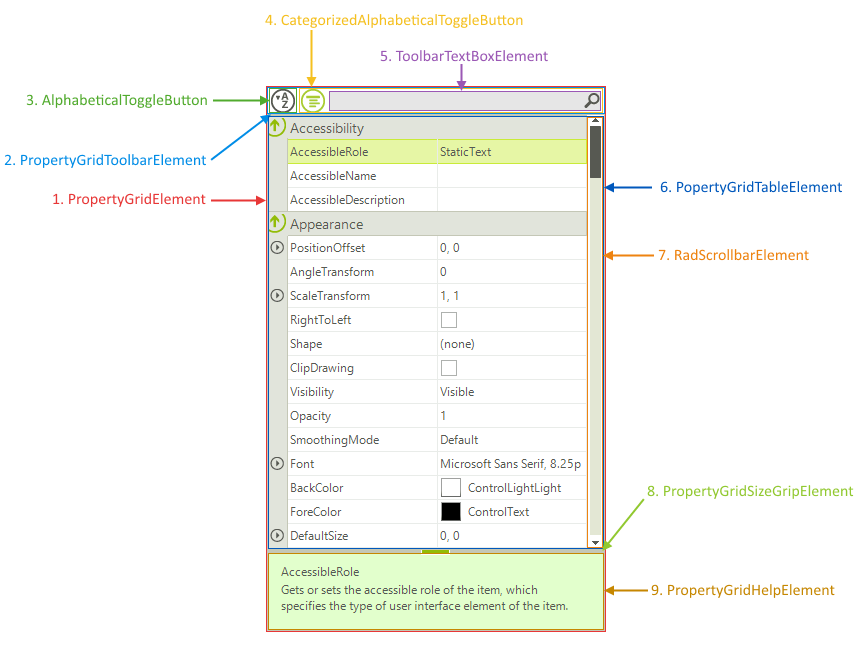 4. CategorizedAlphabeticalToggleButton
5. ToolbarTextBoxElement
3. AlphabeticalToggleButton
A
Z
2. PropertyGridToolbarElement
1. PropertyGridElement
Accessibility
AccessibleRole StaticText
AccessibleName
AccessibleDescription
Appearance
PositionOffset 0, 0
AngleTransform 0
ScaleTransform 1, 1
RightToLeft
Shape (none)
ClipDrawing
Visibility Visible
Opacity 1
SmoothingMode Default
Font Microsoft Sans Serif, 8.25p
BackColor ControlLightLight
ForeColor ControlText
DefaultSize 0, 0
6. PopertyGridTableElement
7. RadScrollbarElement
8. PropertyGridSizeGripElement
AccessibleRole
Gets or sets the accessible role of the item, which
specifies the type of user interface element of the item.
9. PropertyGridHelpElement